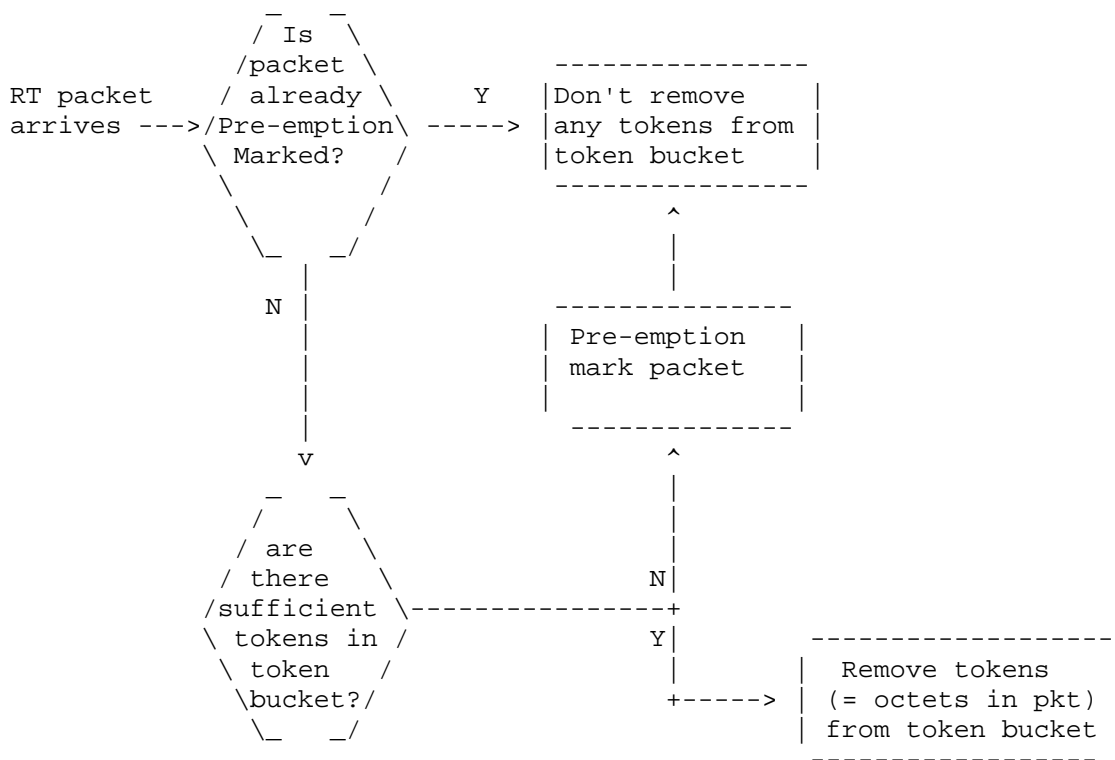 Is
packet
RT packet already Y Don't remove
arrives --->/Pre-emption\ -----> |any tokens from
Marked? token bucket
N
Pre-emption
mark packet
v
are
there N
sufficient
tokens in Y
token Remove tokens
bucket? +-----> (= octets in pkt)
from token bucket